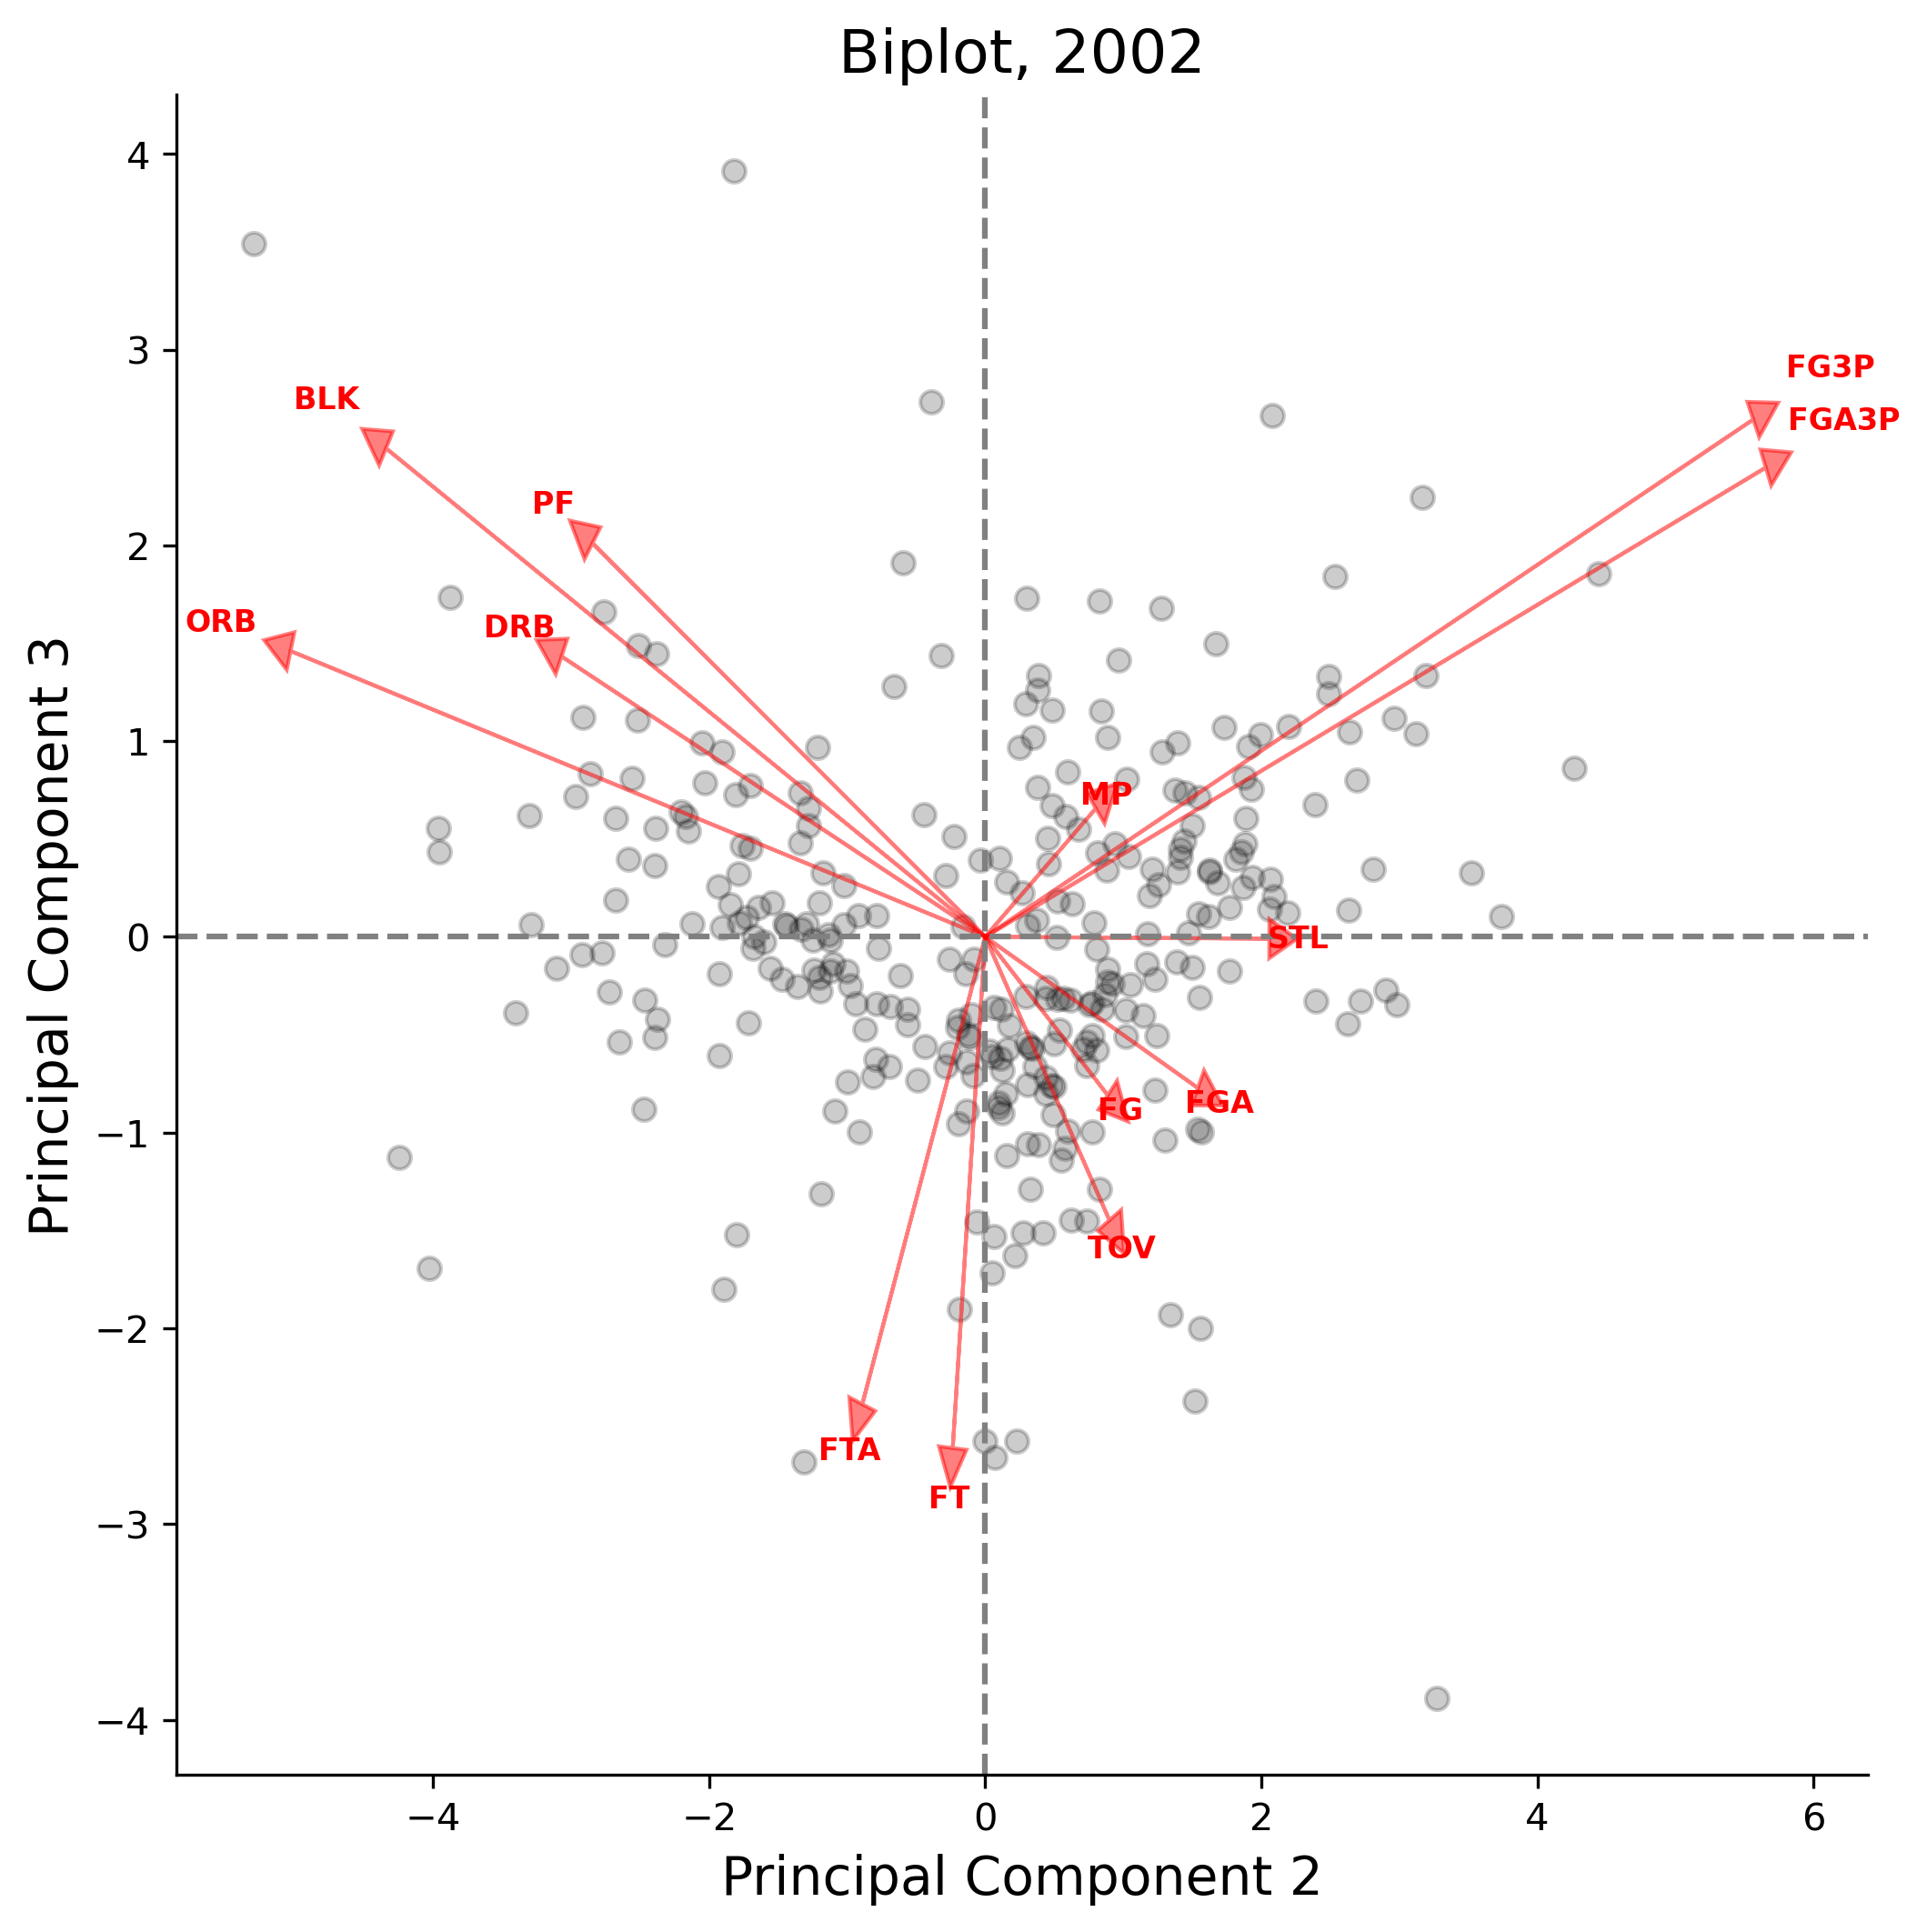 Biplot, 2002
4
3
2
1
0
−1
−2
−3
−4
Principal Component 3
FG3P
FGA3P
BLK
PF
ORB
DRB
MP
STL
FGA
FG
TOV
FTA
FT
−4 −2 0 2 4 6
Principal Component 2